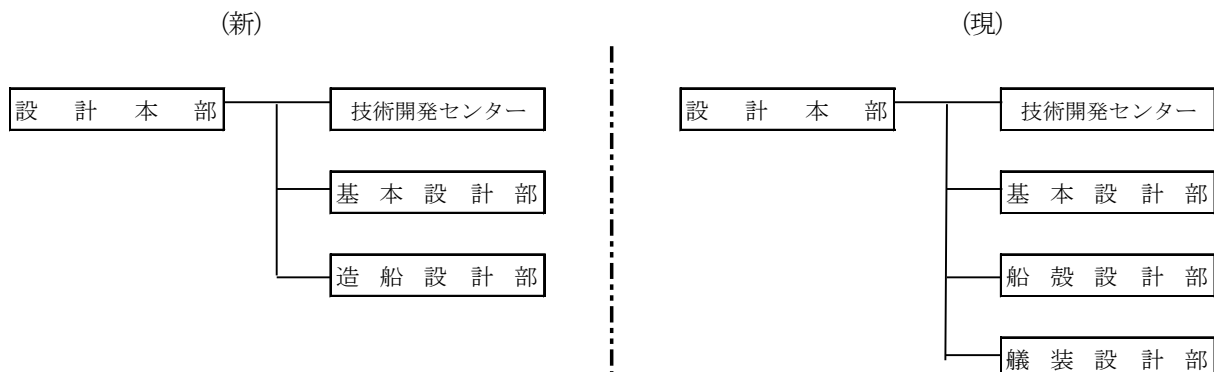 (新)
(現)
設計本部
技術開発センター
設計本部
技術開発センター
基本設計部
基本設計部
造船設計部
船殻設計部
艤装設計部